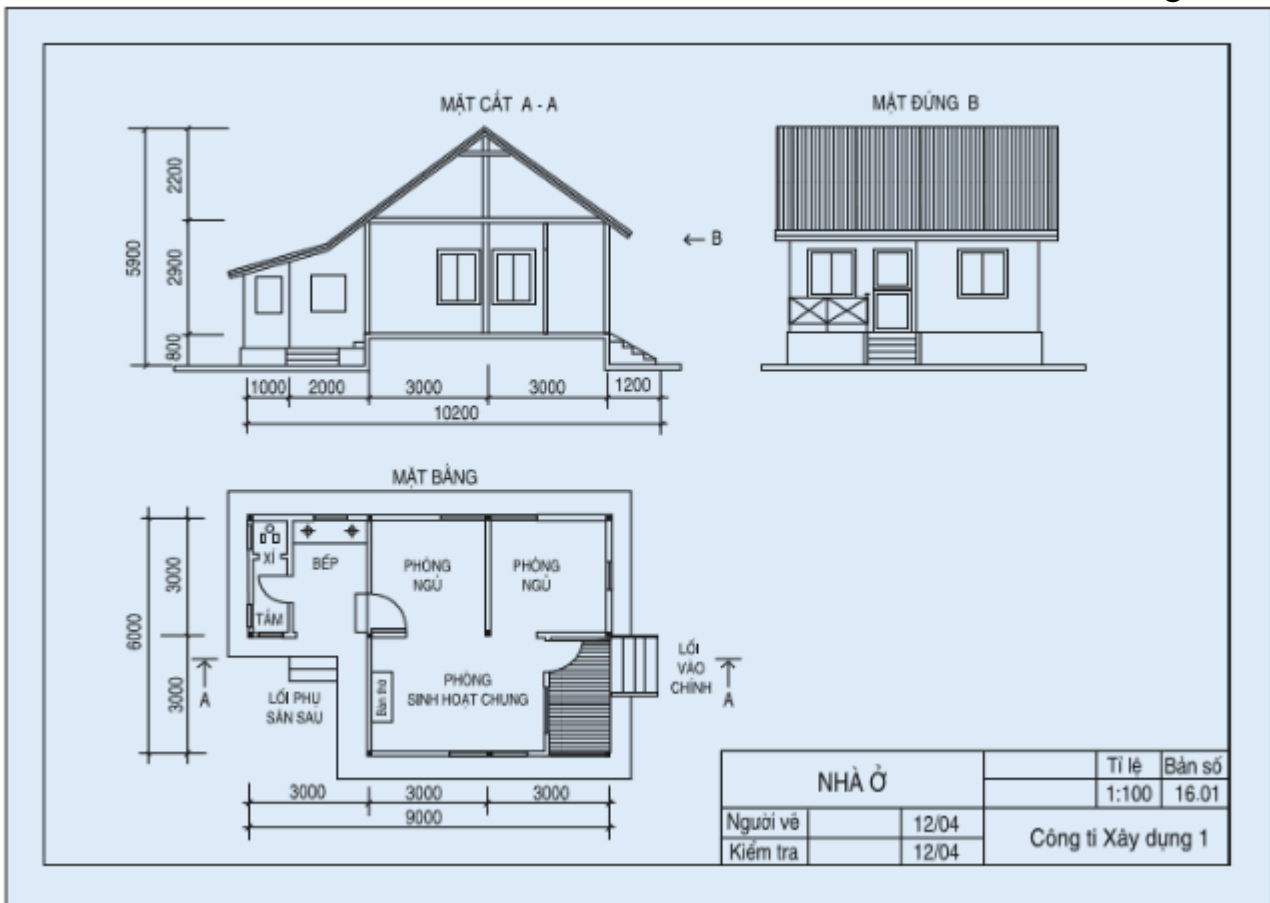 MẶT CẮT A - A
MẶT ĐỨNG B
2200
5900
2900
800
B
1000 2000 3000 3000 1200
10200
MẶT BẰNG
XÍ
BẾP
PHÒNG
NGỦ
PHÒNG
NGỦ
TẮM
3000
6000
3000
A
LỐI PHỤ
SÂN SAU
Bàn thờ
PHÒNG
SINH HOẠT CHUNG
LỐI
VÀO
CHÍNH
A
3000 3000 3000
9000
NHÀ Ở
Tỉ lệ Bản số
1:100 16.01
Người vẽ 12/04
Kiểm tra 12/04
Công ti Xây dựng 1